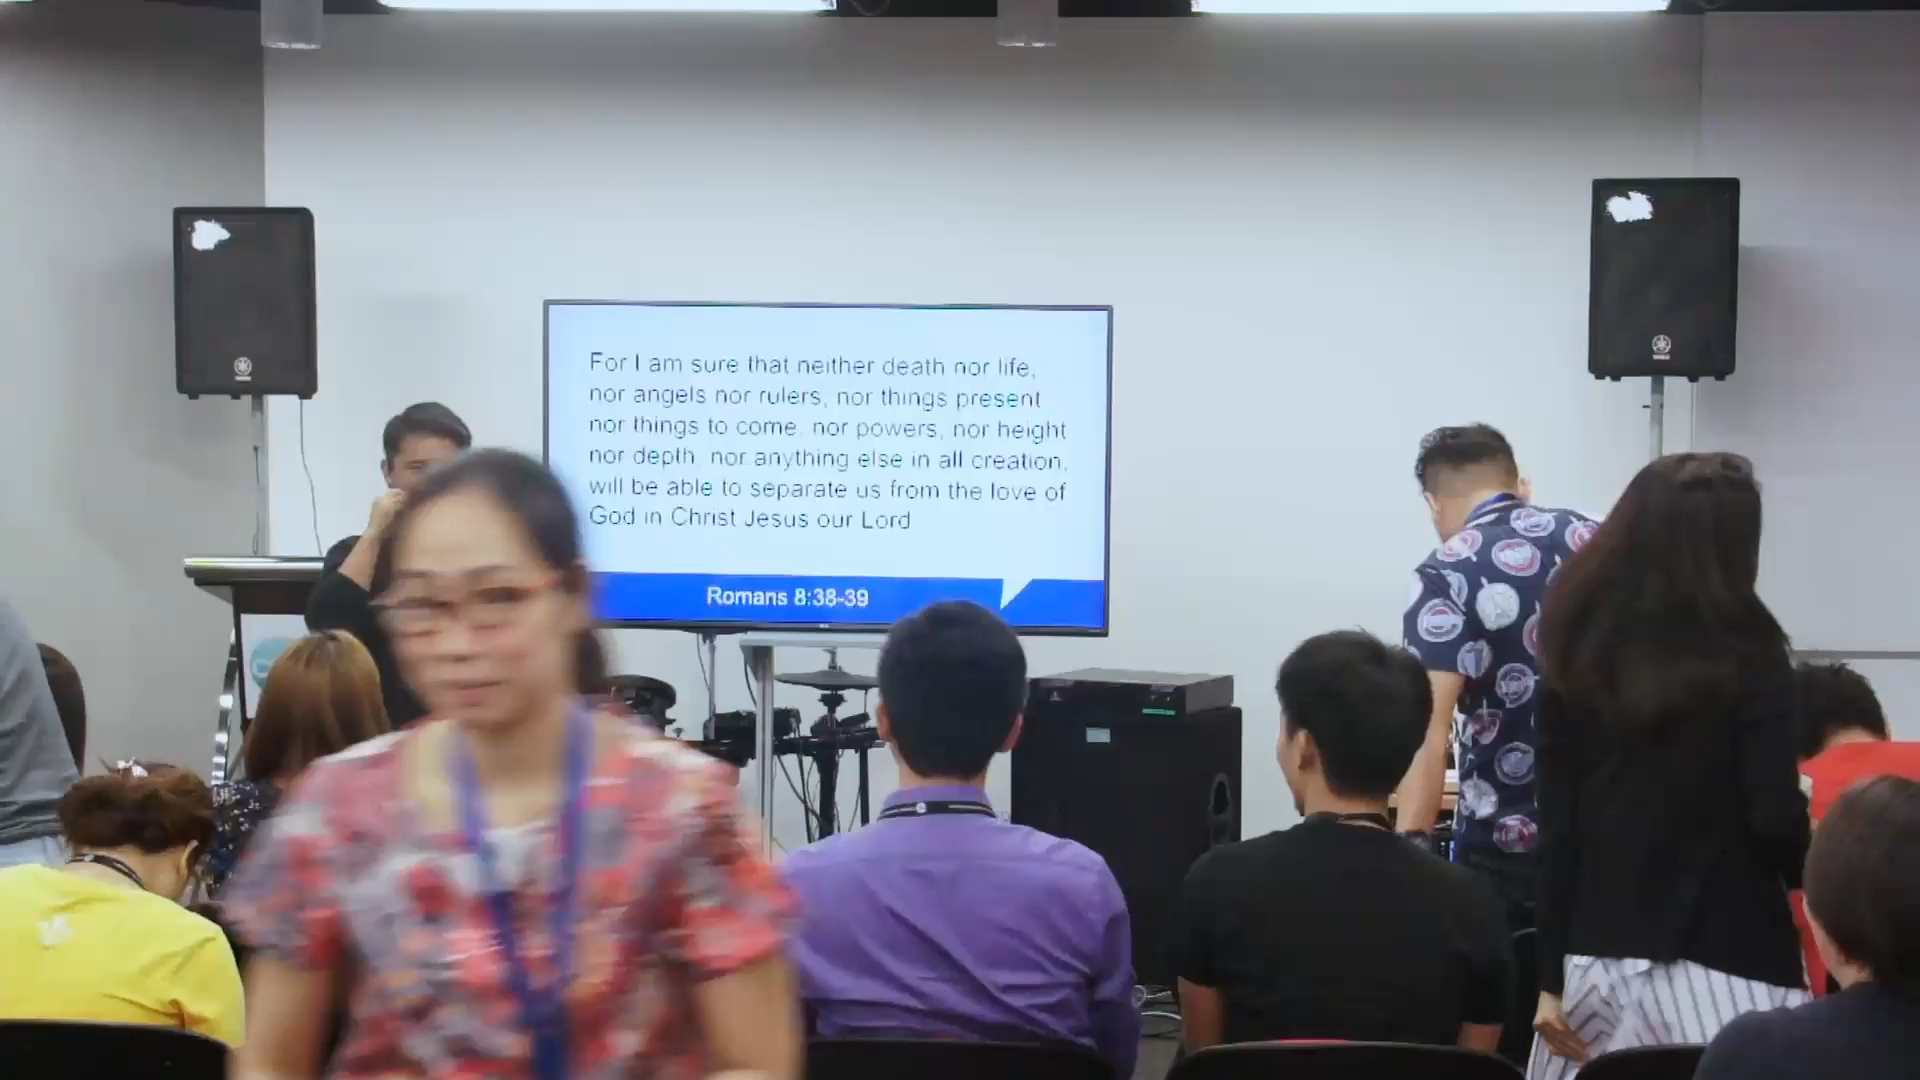 For I am sure that neither death nor life,
nor angels nor rulers, nor things present
nor things to come, nor powers, nor height
nor depth, nor anything else in all creation,
will be able to separate us from the love of
God in Christ Jesus our Lord
Romans 8:38-39